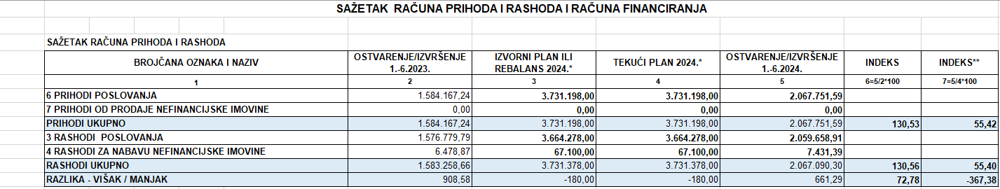 SAŽETAK RAČUNA PRIHODA I RASHODA I RAČUNA FINANCIRANJA
SAŽETAK RAČUNA PRIHODA I RASHODA
BROJČANA OZNAKA I NAZIV OSTVARENJE/IZVRŠENJE 1.-6.2023. IZVORNI PLAN ILI REBALANS 2024.* TEKUĆI PLAN 2024.* OSTVARENJE/IZVRŠENJE 1.-6.2024. INDEKS INDEKS**
1 2 3 4 5 6=5/2*100 7=5/4*100
6 PRIHODI POSLOVANJA 1.584.167,24 3.731.198,00 3.731.198,00 2.067.751,59
7 PRIHODI OD PRODAJE NEFINANCIJSKE IMOVINE 0,00 0,00 0,00 0,00
PRIHODI UKUPNO 1.584.167,24 3.731.198,00 3.731.198,00 2.067.751,59 130,53 55,42
3 RASHODI POSLOVANJA 1.576.779,79 3.664.278,00 3.664.278,00 2.059.658,91
4 RASHODI ZA NABAVU NEFINANCIJSKE IMOVINE 6.478,87 67.100,00 67.100,00 7.431,39
RASHODI UKUPNO 1.583.258,66 3.731.378,00 3.731.378,00 2.067.090,30 130,56 55,40
RAZLIKA - VIŠAK / MANJAK 908,58 -180,00 -180,00 661,29 72,78 -367,38